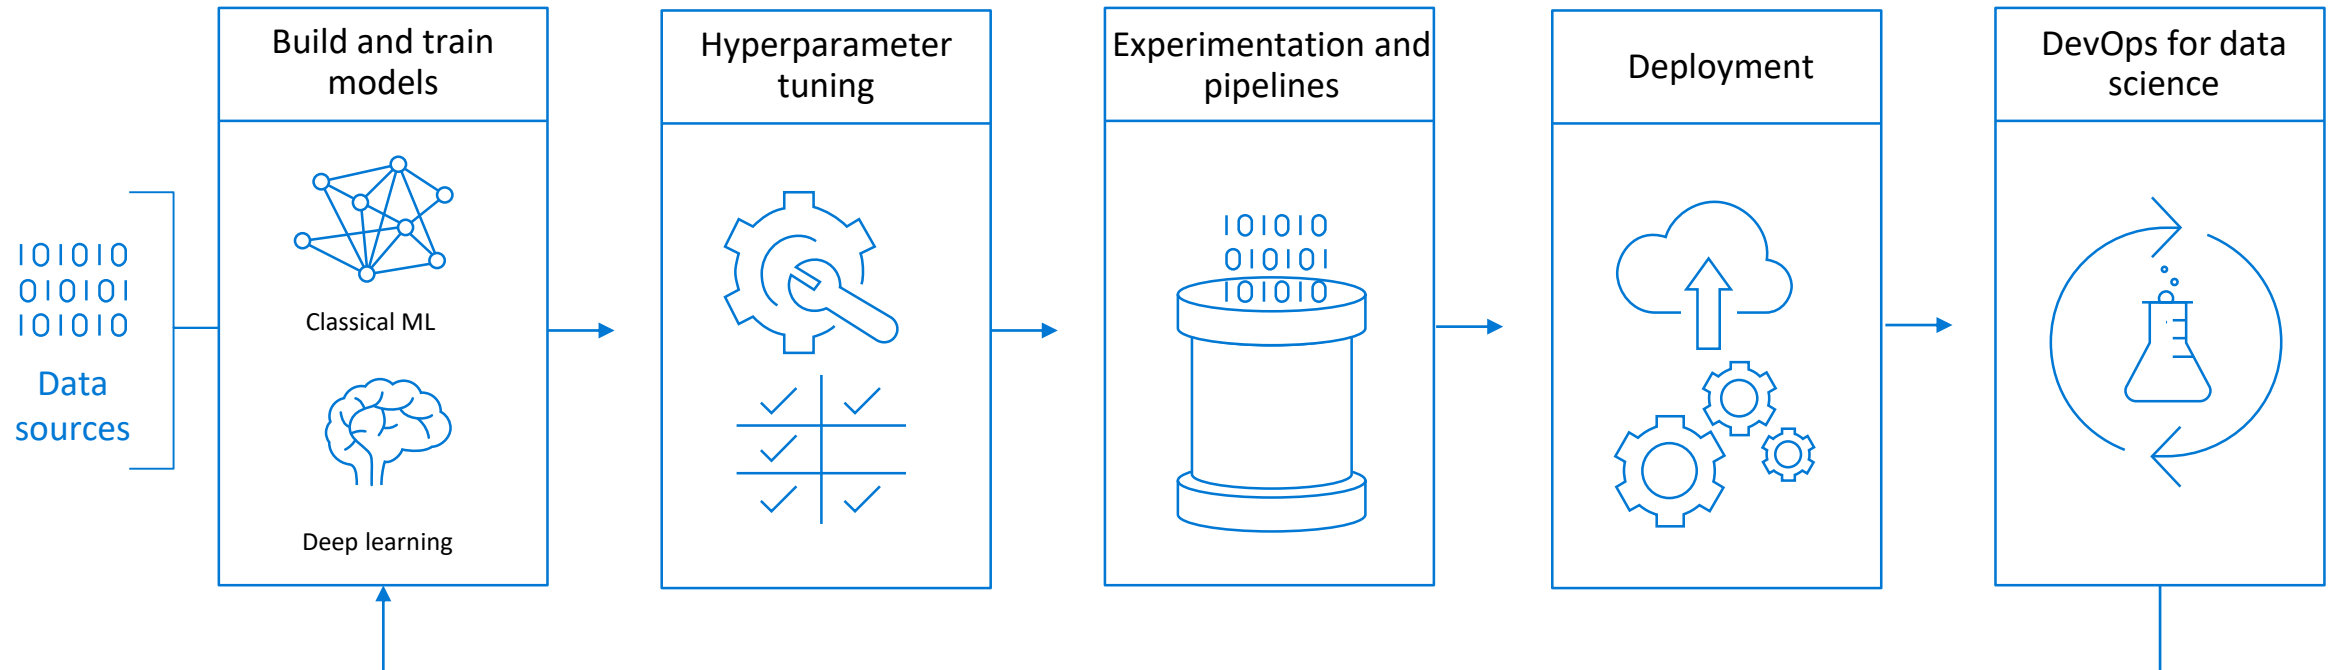 Build and train
models
Hyperparameter
tuning
Experimentation and
pipelines
Deployment
DevOps for data
science
101010
010101
101010
Data
sources
Classical ML
Deep learning
101010
010101
101010